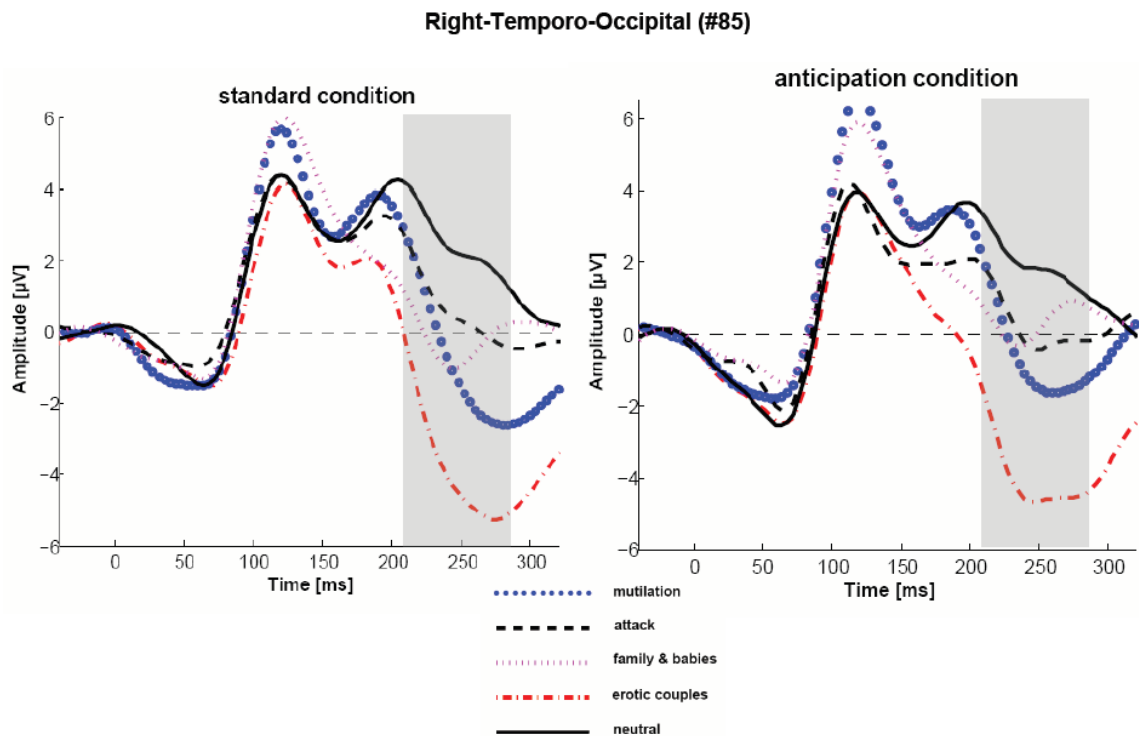 Right-Temporo-Occipital (#85)
standard condition
6
4
2
0
−2
−4
−6
Amplitude [µV]
0 50 100 150 200 250 300
Time [ms]
anticipation condition
6
4
2
0
−2
−4
−6
Amplitude [µV]
0 50 100 150 200 250 300
Time [ms]
mutilation
attack
family & babies
erotic couples
neutral